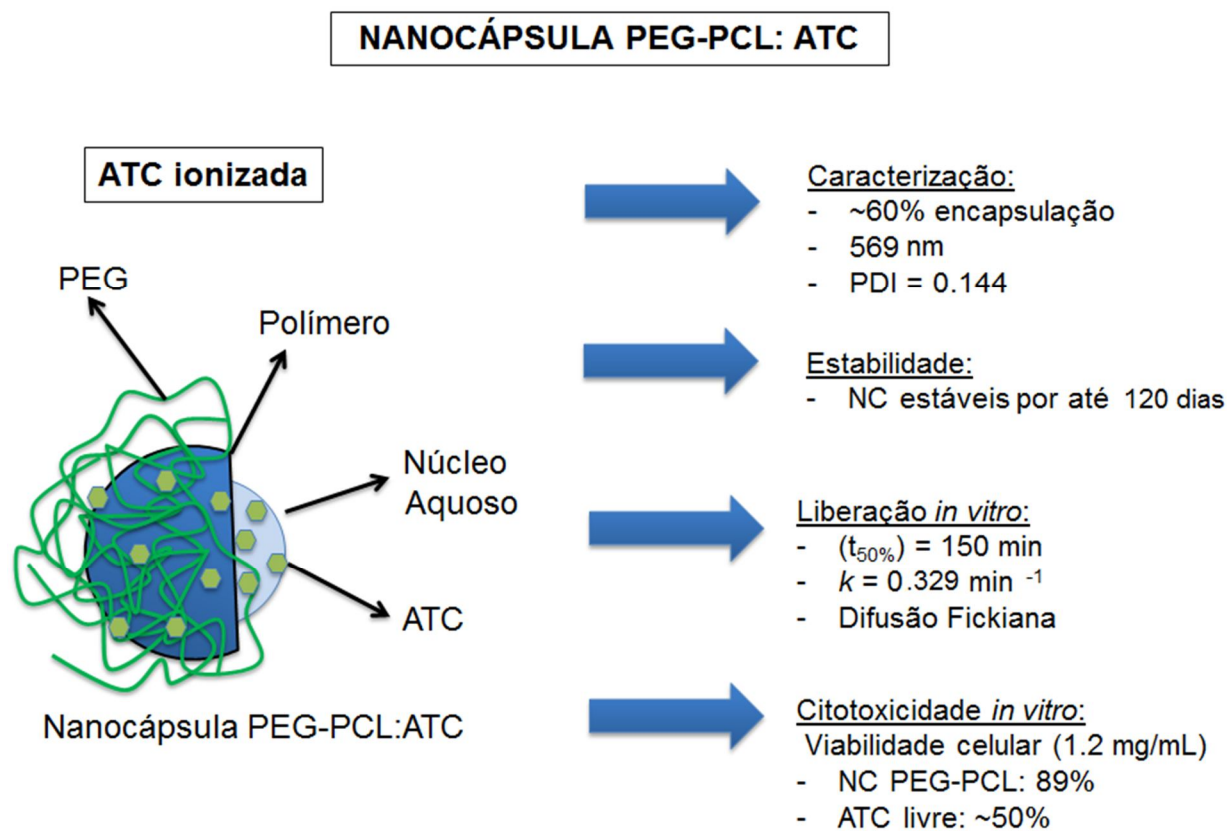 NANOCÁPSULA PEG-PCL: ATC
ATC ionizada
PEG
Polímero
Núcleo
Aquoso
ATC
Nanocápsula PEG-PCL:ATC
Caracterização:
- ~60% encapsulação
- 569 nm
- PDI = 0.144
Estabilidade:
- NC estáveis por até 120 dias
Liberação in vitro:
- (t50%) = 150 min
- k = 0.329 min -1
- Difusão Fickiana
Citotoxicidade in vitro:
Viabilidade celular (1.2 mg/mL)
- NC PEG-PCL: 89%
- ATC livre: ~50%